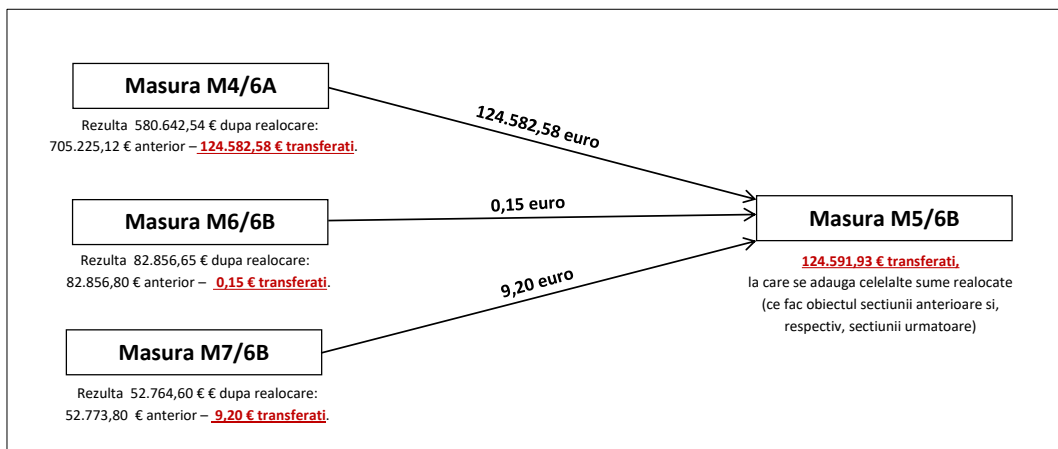 Masura M4/6A
Rezulta 580.642,54 € dupa realocare:
705.225,12 € anterior – 124.582,58 € transferati.
124.582,58 euro
Masura M6/6B
Rezulta 82.856,65 € dupa realocare:
82.856,80 € anterior – 0,15 € transferati.
0,15 euro
Masura M7/6B
Rezulta 52.764,60 € € dupa realocare:
52.773,80 € anterior – 9,20 € transferati.
9,20 euro
Masura M5/6B
124.591,93 € transferati,
la care se adauga celelalte sume realocate
(ce fac obiectul sectiunii anterioare si,
respectiv, sectiunii urmatoare)